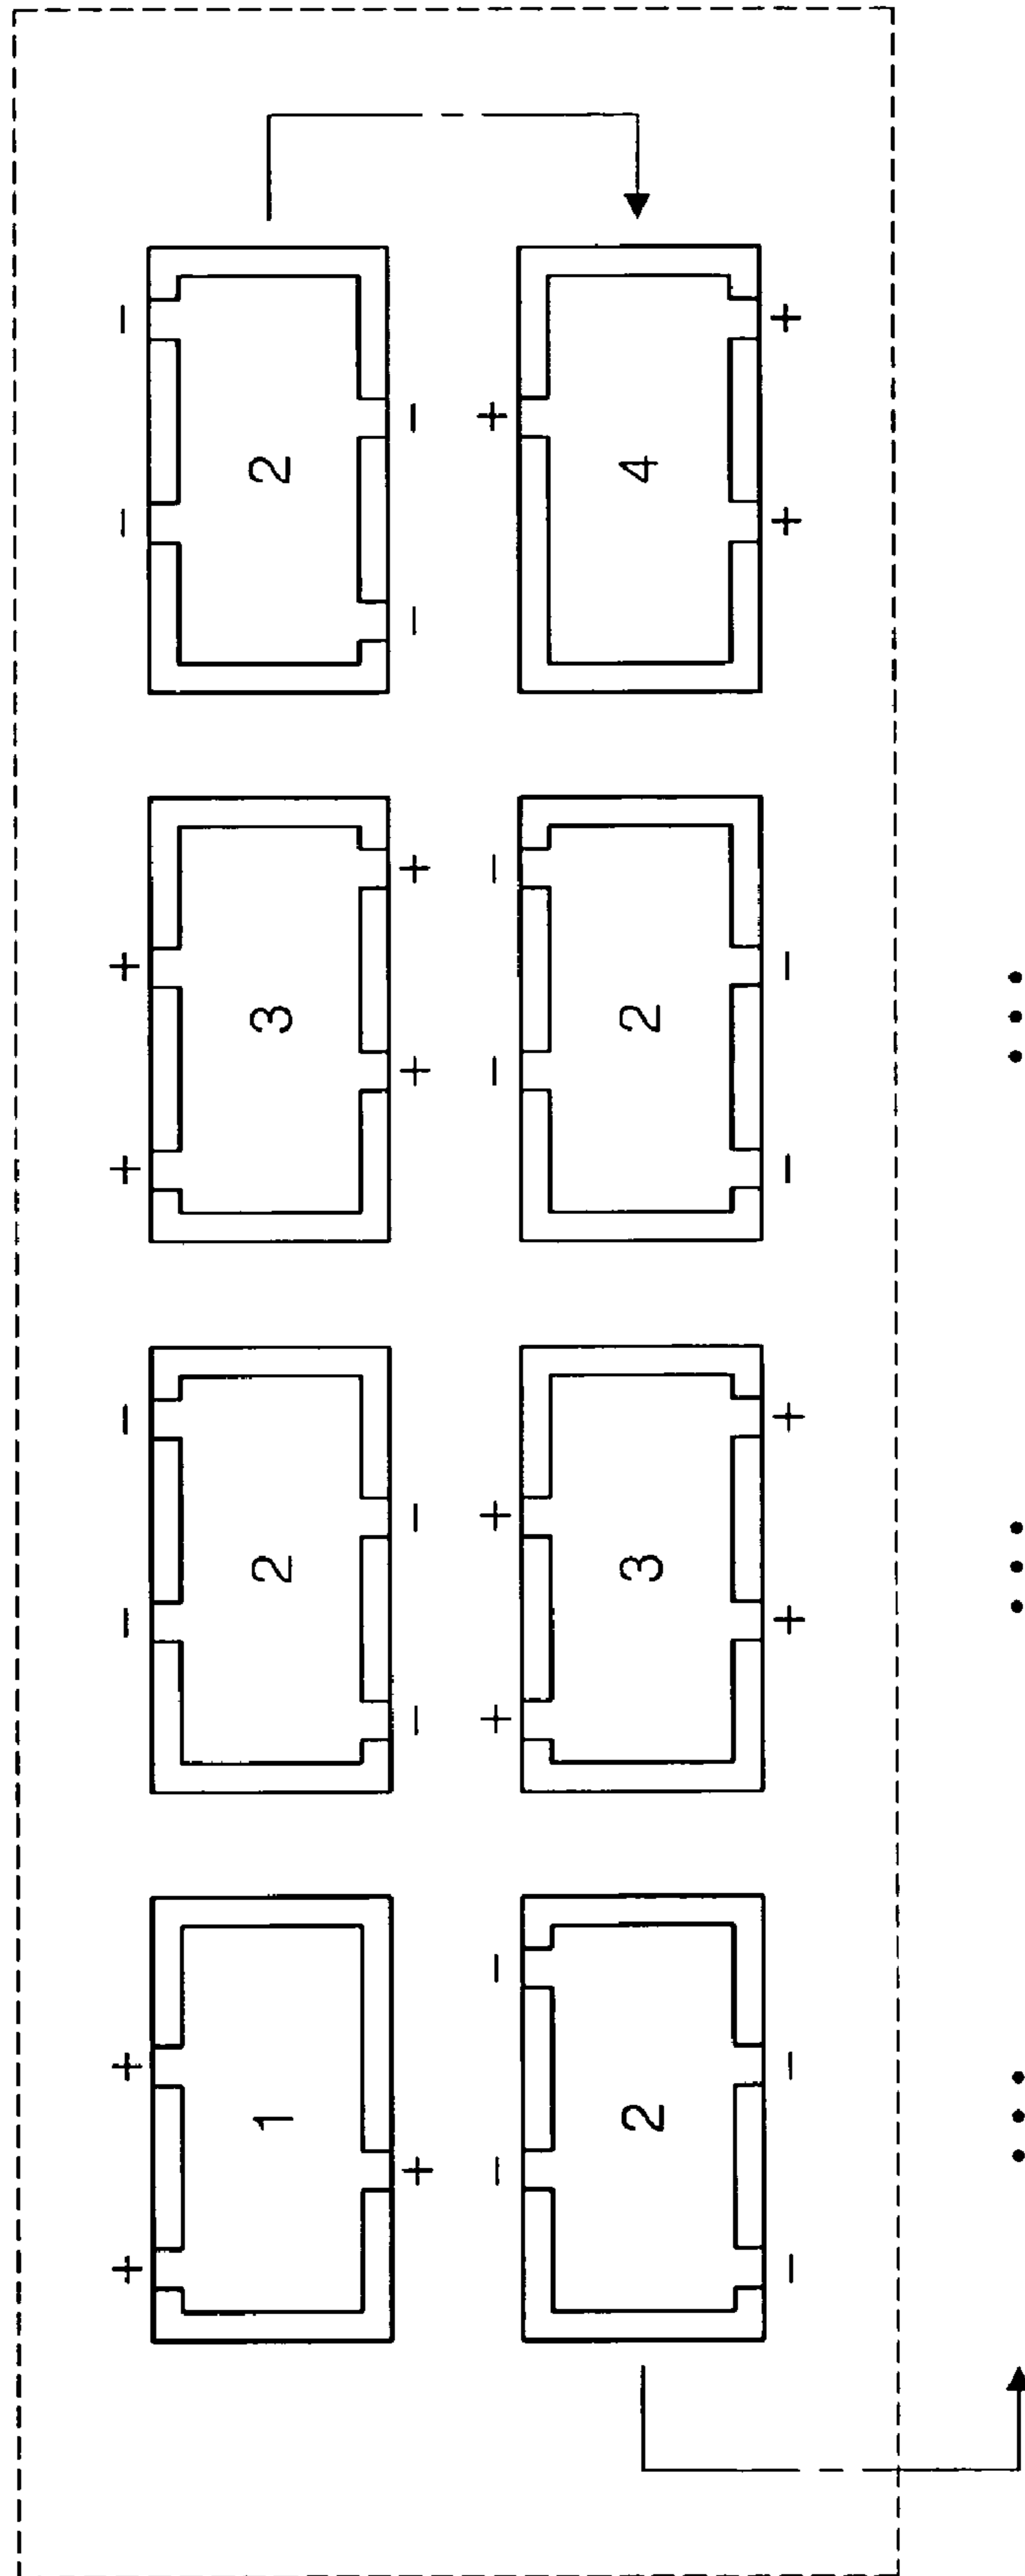 + + − − + + − −
1 2 3 2
+ − − + + − −
− − + + − − +
2 3 2 4
− − + + − − + +